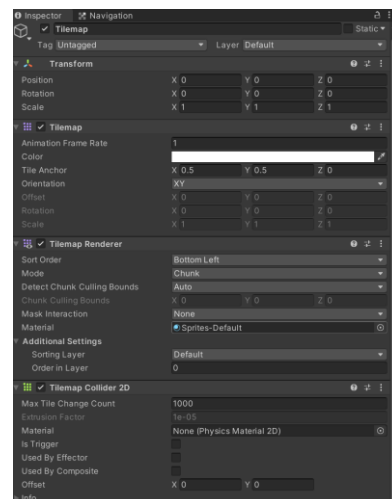 Inspector Navigation
Tilemap Static
Tag Untagged Layer Default
Transform
Position X 0 Y 0 Z 0
Rotation X 0 Y 0 Z 0
Scale X 1 Y 1 Z 1
Tilemap
Animation Frame Rate 1
Color
Tile Anchor X 0.5 Y 0.5 Z 0
Orientation XY
Offset X 0 Y 0 Z 0
Rotation X 0 Y 0 Z 0
Scale X 1 Y 1 Z 1
Tilemap Renderer
Sort Order Bottom Left
Mode Chunk
Detect Chunk Culling Bounds Auto
Chunk Culling Bounds X 0 Y 0 Z 0
Mask Interaction None
Material Sprites-Default
Additional Settings
Sorting Layer Default
Order in Layer 0
Tilemap Collider 2D
Max Tile Change Count 1000
Extrusion Factor 1e-05
Material None (Physics Material 2D)
Is Trigger
Used By Effector
Used By Composite
Offset X 0 Y 0
Info